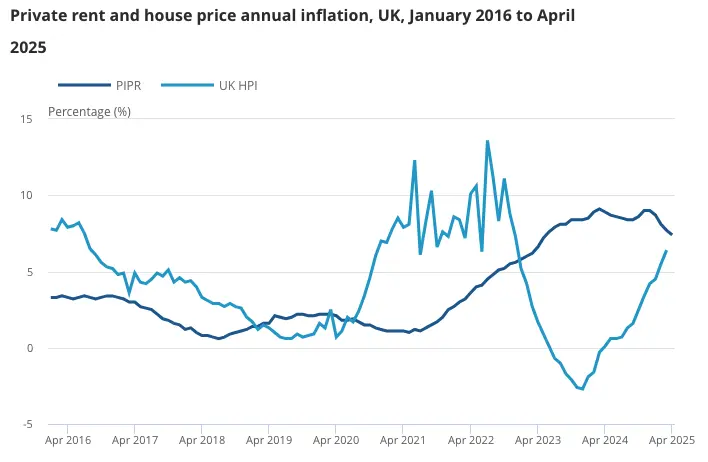 Private rent and house price annual inflation, UK, January 2016 to April
2025
PIPR UK HPI
Percentage (%)
15
10
5
0
-5
Apr 2016 Apr 2017 Apr 2018 Apr 2019 Apr 2020 Apr 2021 Apr 2022 Apr 2023 Apr 2024 Apr 2025